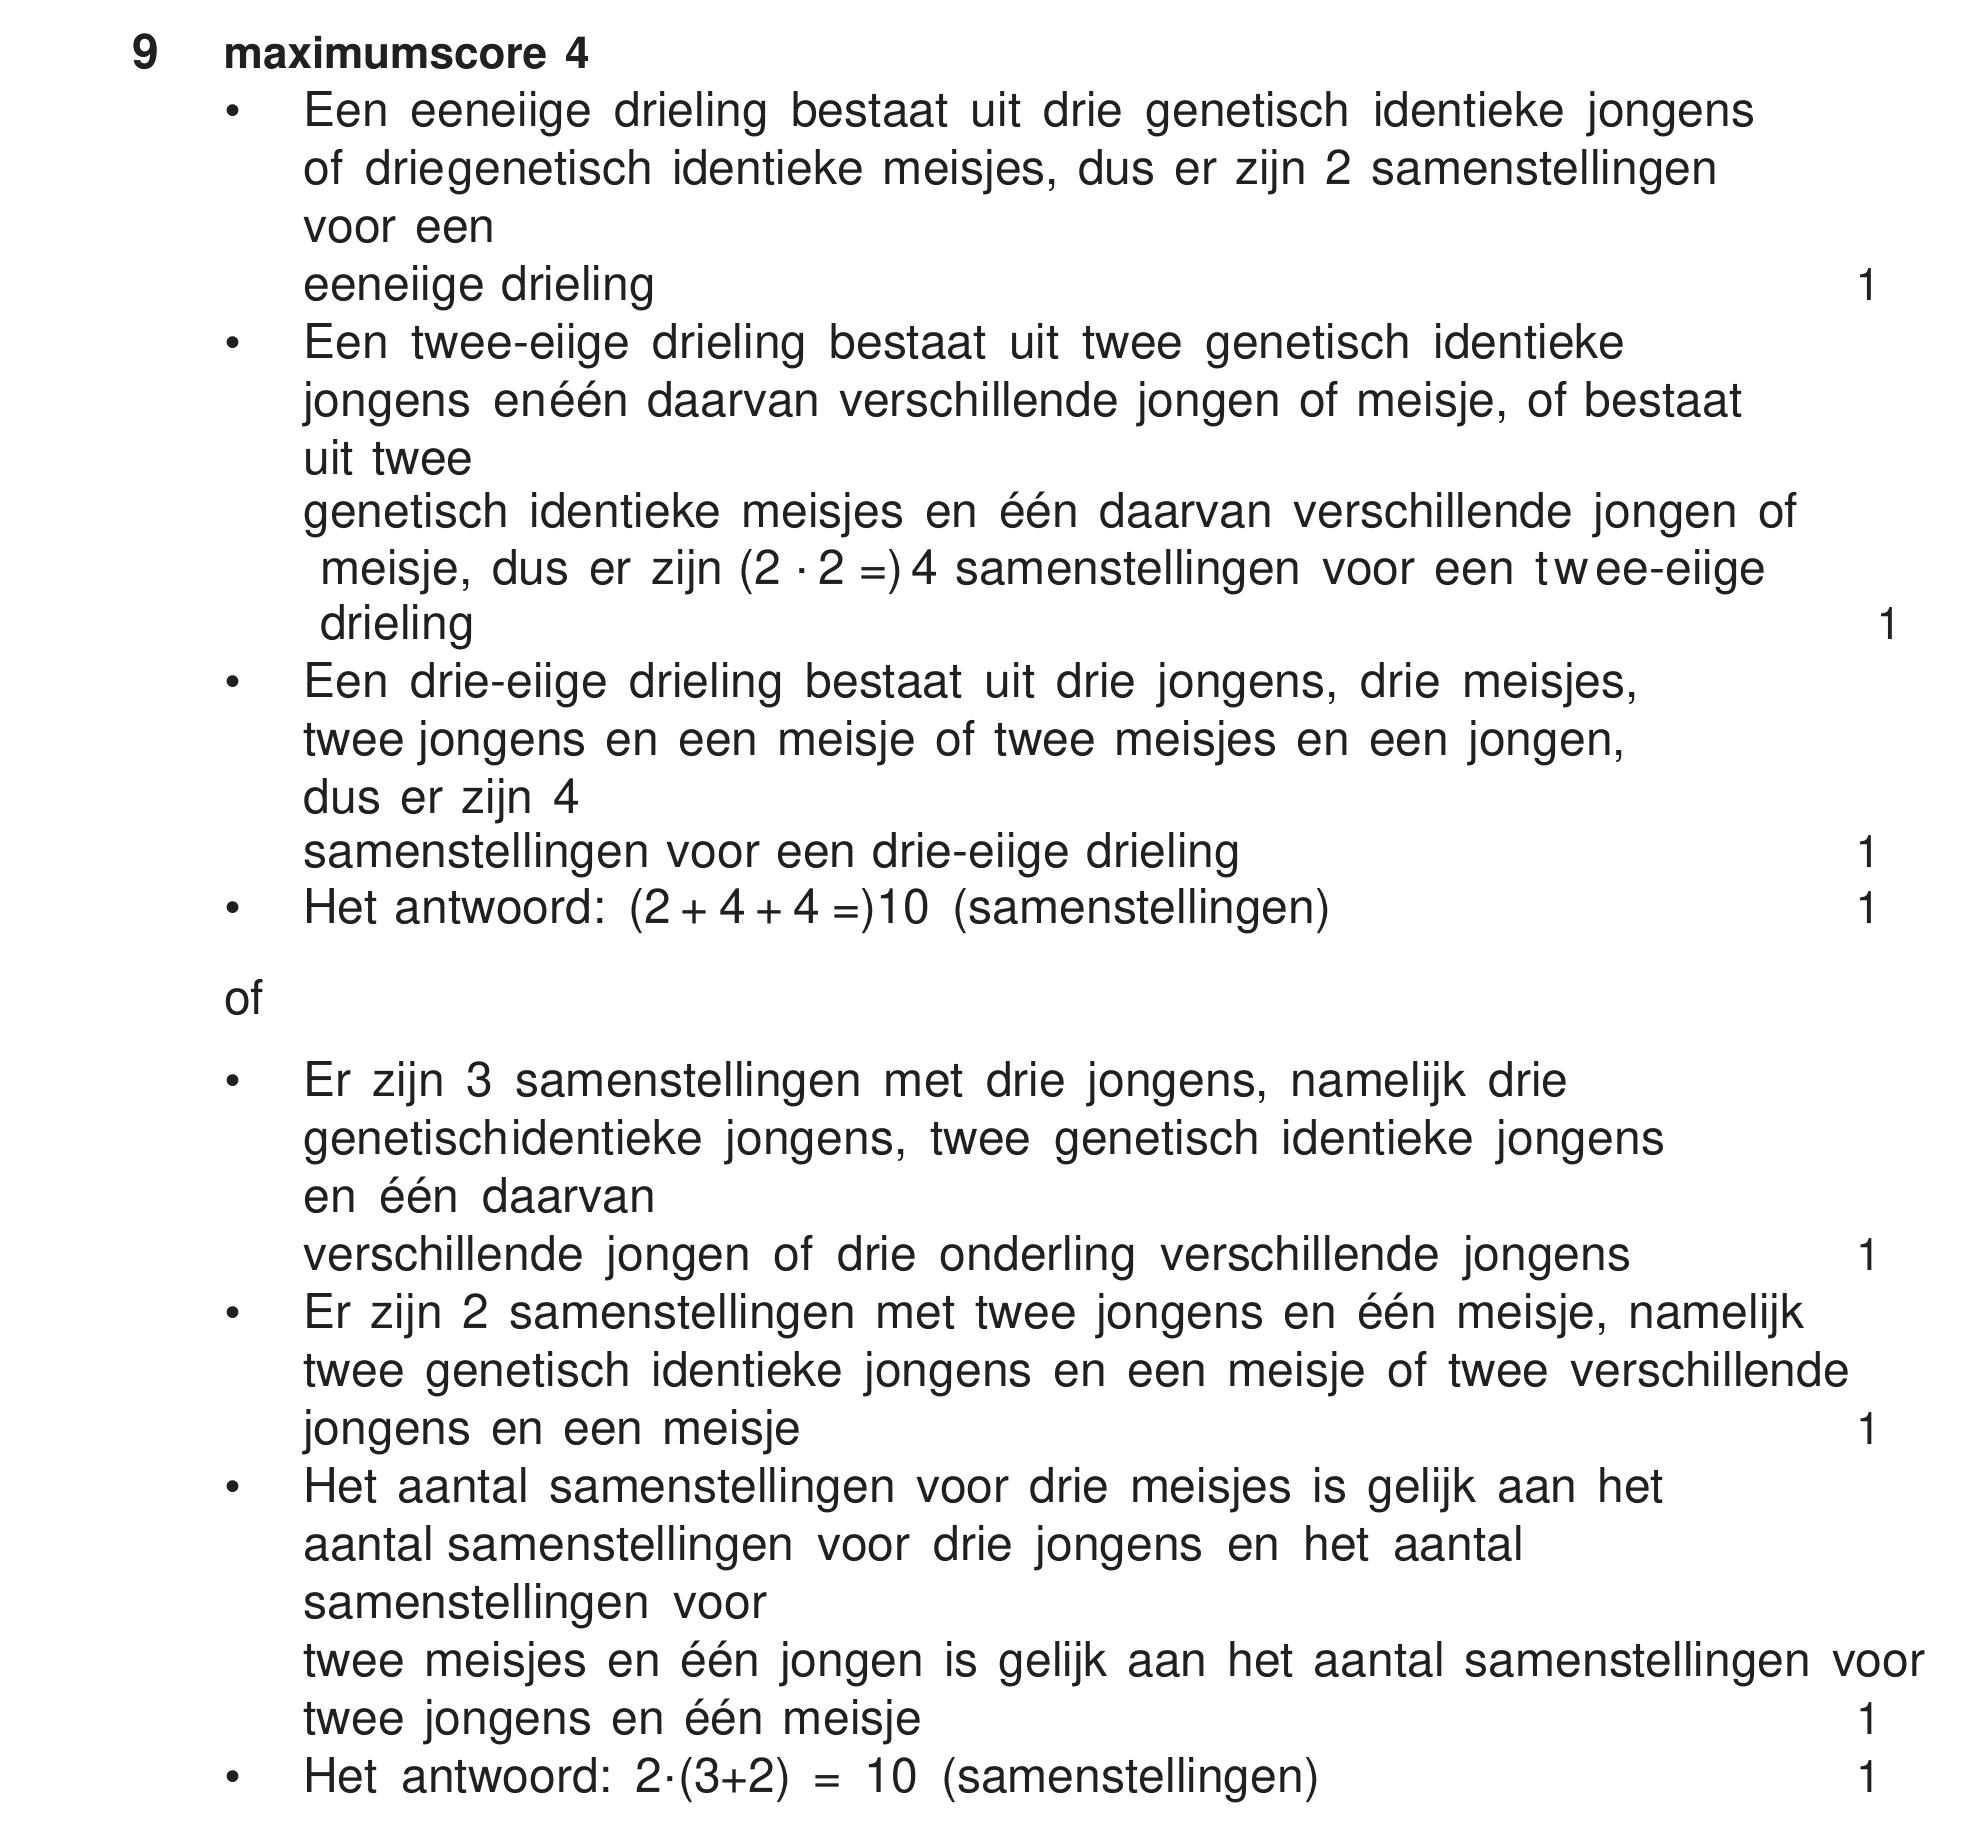 9 maximumscore 4
• Een eeneiige drieling bestaat uit drie genetisch identieke jongens
of driegenetisch identieke meisjes, dus er zijn 2 samenstellingen
voor een
eeneiige drieling 1
• Een twee-eiige drieling bestaat uit twee genetisch identieke
jongens enéén daarvan verschillende jongen of meisje, of bestaat
uit twee
genetisch identieke meisjes en één daarvan verschillende jongen of
meisje, dus er zijn (2 · 2 =) 4 samenstellingen voor een twee-eiige
drieling 1
• Een drie-eiige drieling bestaat uit drie jongens, drie meisjes,
twee jongens en een meisje of twee meisjes en een jongen,
dus er zijn 4
samenstellingen voor een drie-eiige drieling 1
• Het antwoord: (2 + 4 + 4 =)10 (samenstellingen) 1
of
• Er zijn 3 samenstellingen met drie jongens, namelijk drie
genetischidentieke jongens, twee genetisch identieke jongens
en één daarvan
verschillende jongen of drie onderling verschillende jongens 1
• Er zijn 2 samenstellingen met twee jongens en één meisje, namelijk
twee genetisch identieke jongens en een meisje of twee verschillende
jongens en een meisje 1
• Het aantal samenstellingen voor drie meisjes is gelijk aan het
aantal samenstellingen voor drie jongens en het aantal
samenstellingen voor
twee meisjes en één jongen is gelijk aan het aantal samenstellingen voor
twee jongens en één meisje 1
• Het antwoord: 2·(3+2) = 10 (samenstellingen) 1